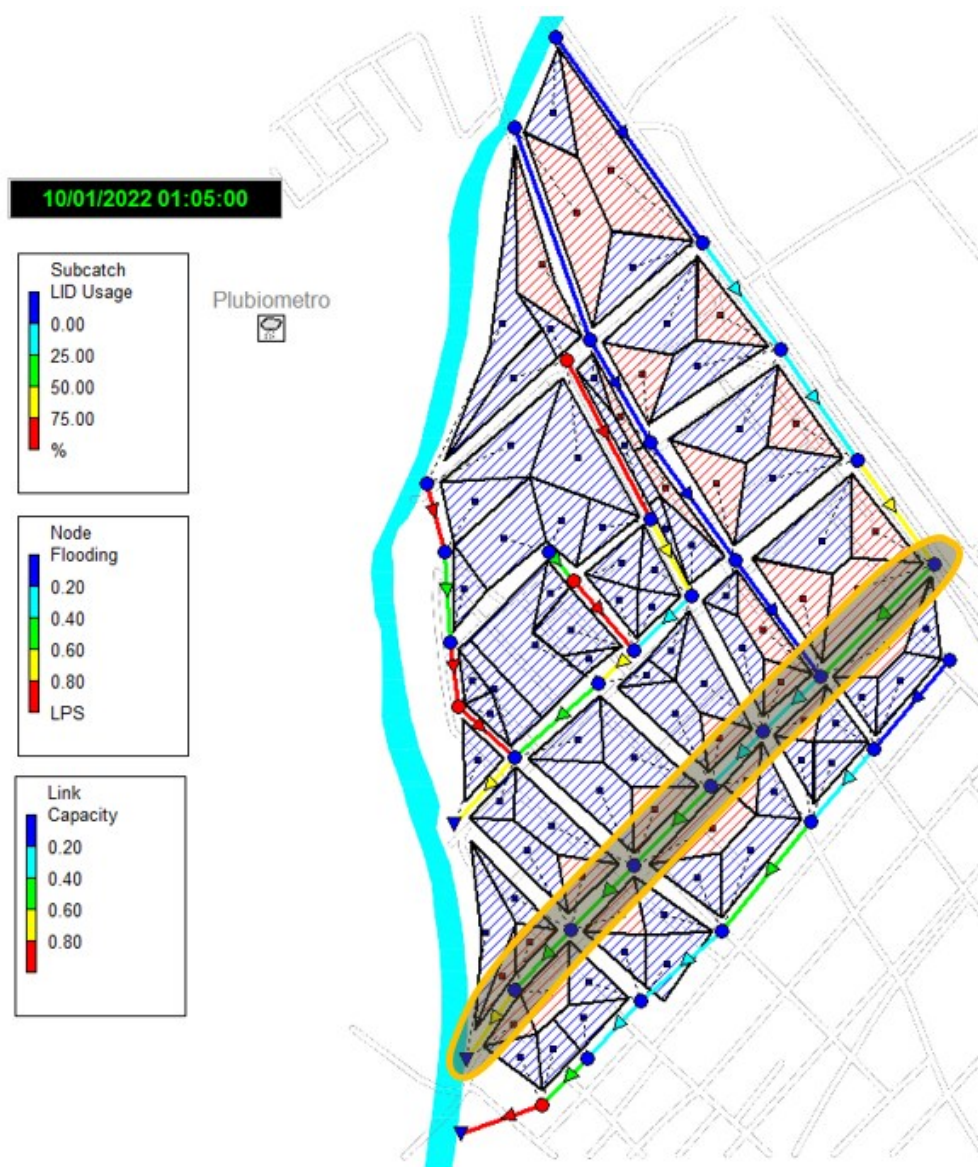 10/01/2022 01:05:00
Subcatch
LID Usage
0.00
25.00
50.00
75.00
%
Plubiometro
Node
Flooding
0.20
0.40
0.60
0.80
LPS
Link
Capacity
0.20
0.40
0.60
0.80